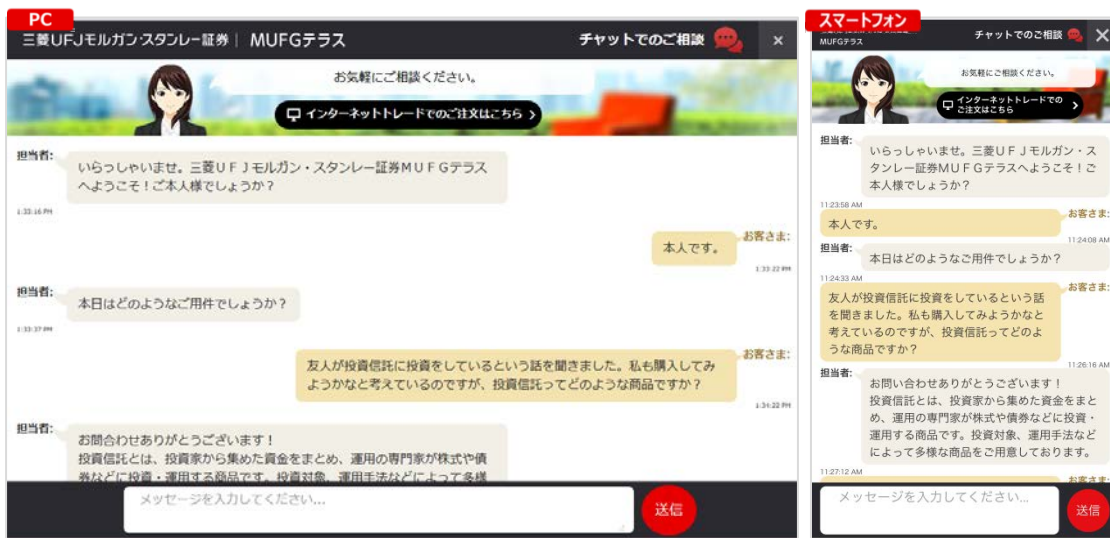 PC
三菱UFJモルガン・スタンレー証券｜ MUFGテラス
チャットでのご相談
×
お気軽にご相談ください。
インターネットトレードでのご注文はこちら >
担当者:
いらっしゃいませ。三菱ＵＦＪモルガン・スタンレー証券ＭＵＦＧテラス
へようこそ！ご本人様でしょうか？
1:33:16 PM
お客さま:
本人です。
1:33:22 PM
担当者:
本日はどのようなご用件でしょうか？
1:33:37 PM
お客さま:
友人が投資信託に投資をしているという話を聞きました。私も購入してみ
ようかなと考えているのですが、投資信託ってどのような商品ですか？
1:34:22 PM
担当者:
お問合わせありがとうございます！
投資信託とは、投資家から集めた資金をまとめ、運用の専門家が株式や債
券などに投資・運用する商品です。投資対象、運用手法などによって多様
メッセージを入力してください...
送信
スマートフォン
MUFGテラス
チャットでのご相談
×
お気軽にご相談ください。
インターネットトレードでの
ご注文はこちら
>
担当者:
いらっしゃいませ。三菱ＵＦＪモルガン・ス
タンレー証券ＭＵＦＧテラスへようこそ！ご
本人様でしょうか？
11:23:58 AM
お客さま:
本人です。
11:24:08 AM
担当者:
本日はどのようなご用件でしょうか？
11:24:33 AM
お客さま:
友人が投資信託に投資をしているという話
を聞きました。私も購入してみようかなと
考えているのですが、投資信託ってどのよ
うな商品ですか？
11:26:16 AM
担当者:
お問い合わせありがとうございます！
投資信託とは、投資家から集めた資金をまと
め、運用の専門家が株式や債券などに投資・
運用する商品です。投資対象、運用手法など
によって多様な商品をご用意しております。
11:27:12 AM
お客さま:
メッセージを入力してください...
送信